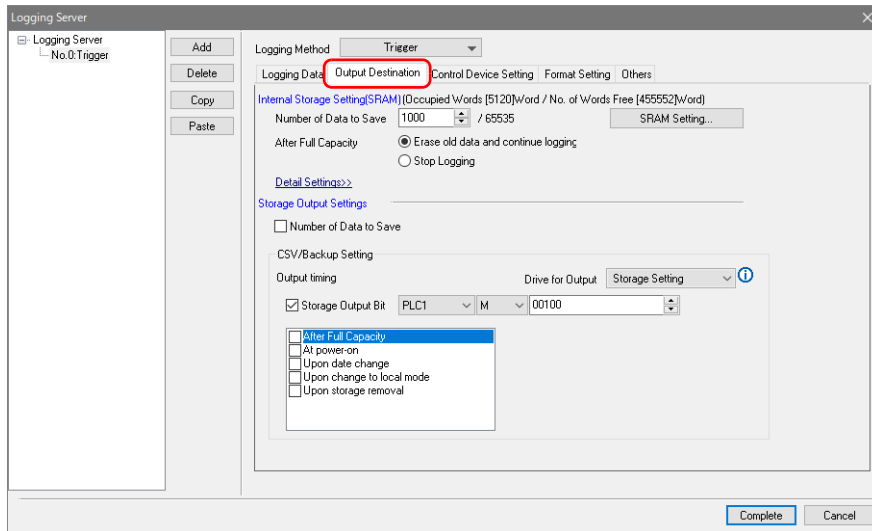 Logging Server
Logging Server
No.0:Trigger
Add
Delete
Copy
Paste
Logging Method Trigger
Logging Data Output Destination Control Device Setting Format Setting Others
Internal Storage Setting(SRAM)(Occupied Words [5120]Word / No. of Words Free [455552]Word)
Number of Data to Save 1000 / 65535 SRAM Setting...
After Full Capacity Erase old data and continue logging
Stop Logging
Detail Settings>>
Storage Output Settings
Number of Data to Save
CSV/Backup Setting
Output timing Drive for Output Storage Setting
Storage Output Bit PLC1 M 00100
After Full Capacity
At power-on
Upon date change
Upon change to local mode
Upon storage removal
Complete Cancel